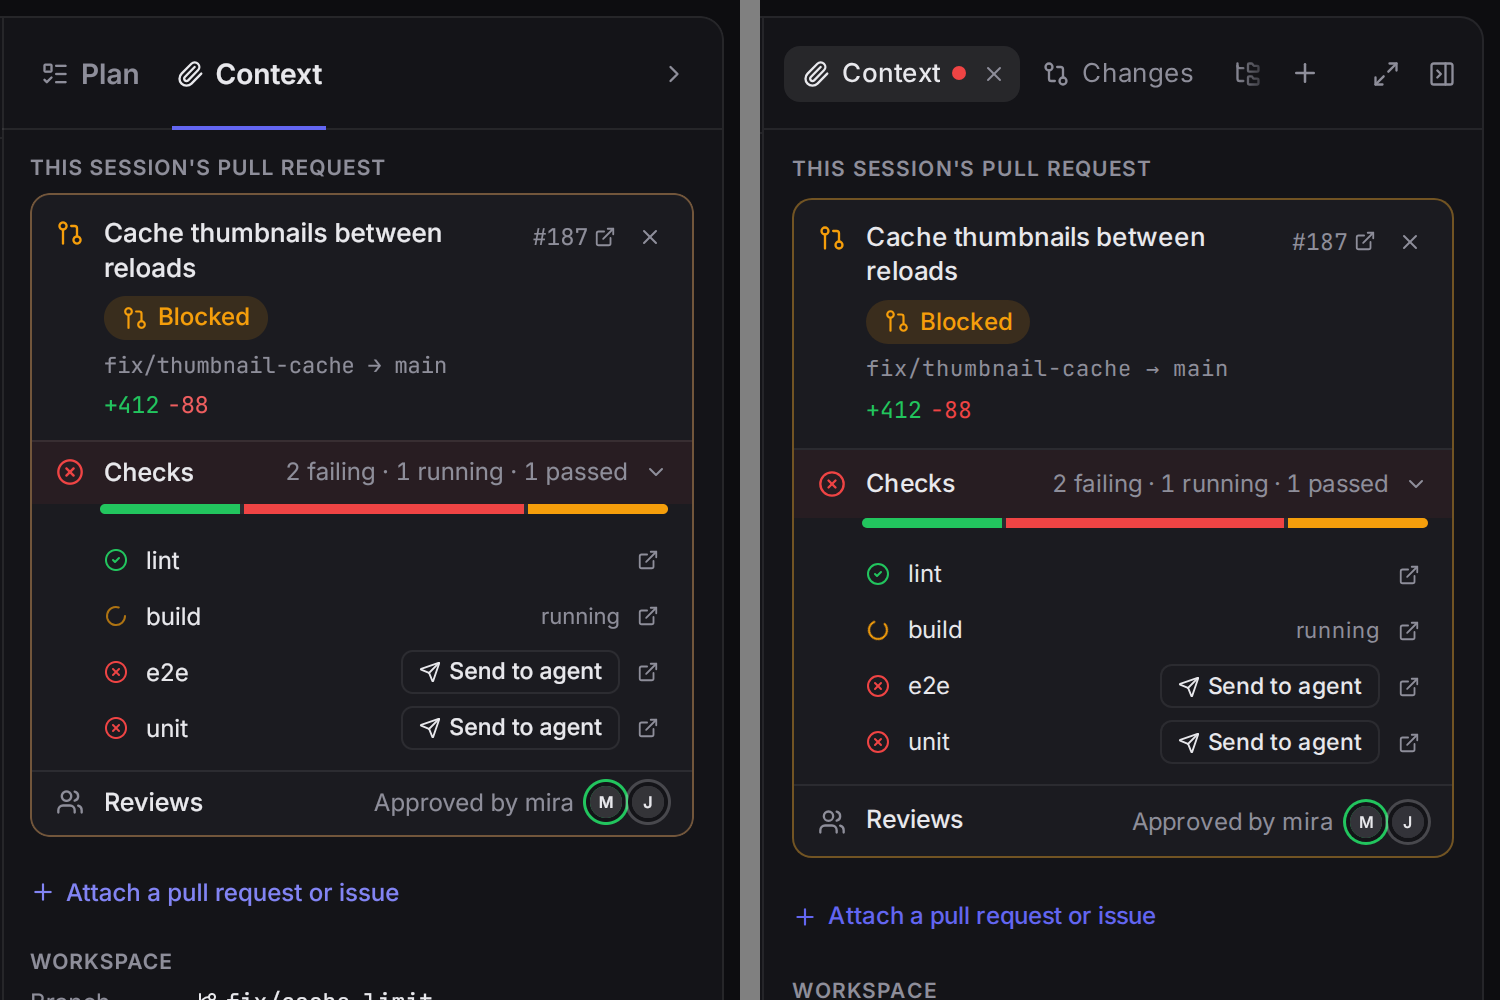 Plan
Context
THIS SESSION'S PULL REQUEST
Cache thumbnails between
reloads
#187
Blocked
fix/thumbnail-cache → main
+412 -88
Checks
2 failing · 1 running · 1 passed
lint
build
running
e2e
Send to agent
unit
Send to agent
Reviews
Approved by mira
M
J
+ Attach a pull request or issue
WORKSPACE
Branch
fix/cache-limit
Context
Changes
THIS SESSION'S PULL REQUEST
Cache thumbnails between
reloads
#187
Blocked
fix/thumbnail-cache → main
+412 -88
Checks
2 failing · 1 running · 1 passed
lint
build
running
e2e
Send to agent
unit
Send to agent
Reviews
Approved by mira
M
J
+ Attach a pull request or issue
WORKSPACE